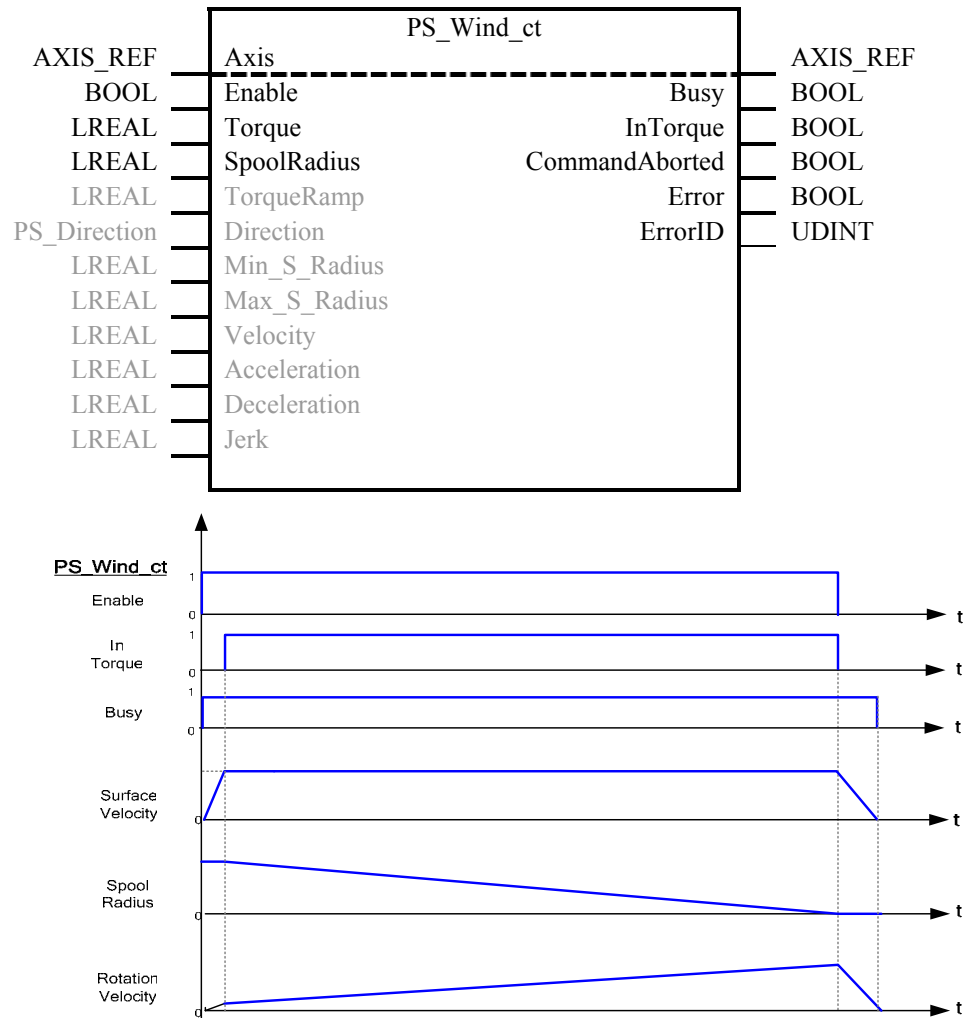 PS_Wind_ct
AXIS_REF Axis AXIS_REF
BOOL Enable Busy BOOL
LREAL Torque InTorque BOOL
LREAL SpoolRadius CommandAborted BOOL
LREAL TorqueRamp Error BOOL
PS_Direction Direction ErrorID UDINT
LREAL Min_S_Radius
LREAL Max_S_Radius
LREAL Velocity
LREAL Acceleration
LREAL Deceleration
LREAL Jerk
PS_Wind_ct
1
Enable
0
t
1
In
Torque
0
t
1
Busy
0
t
Surface
Velocity
0
t
Spool
Radius
0
t
Rotation
Velocity
0
t